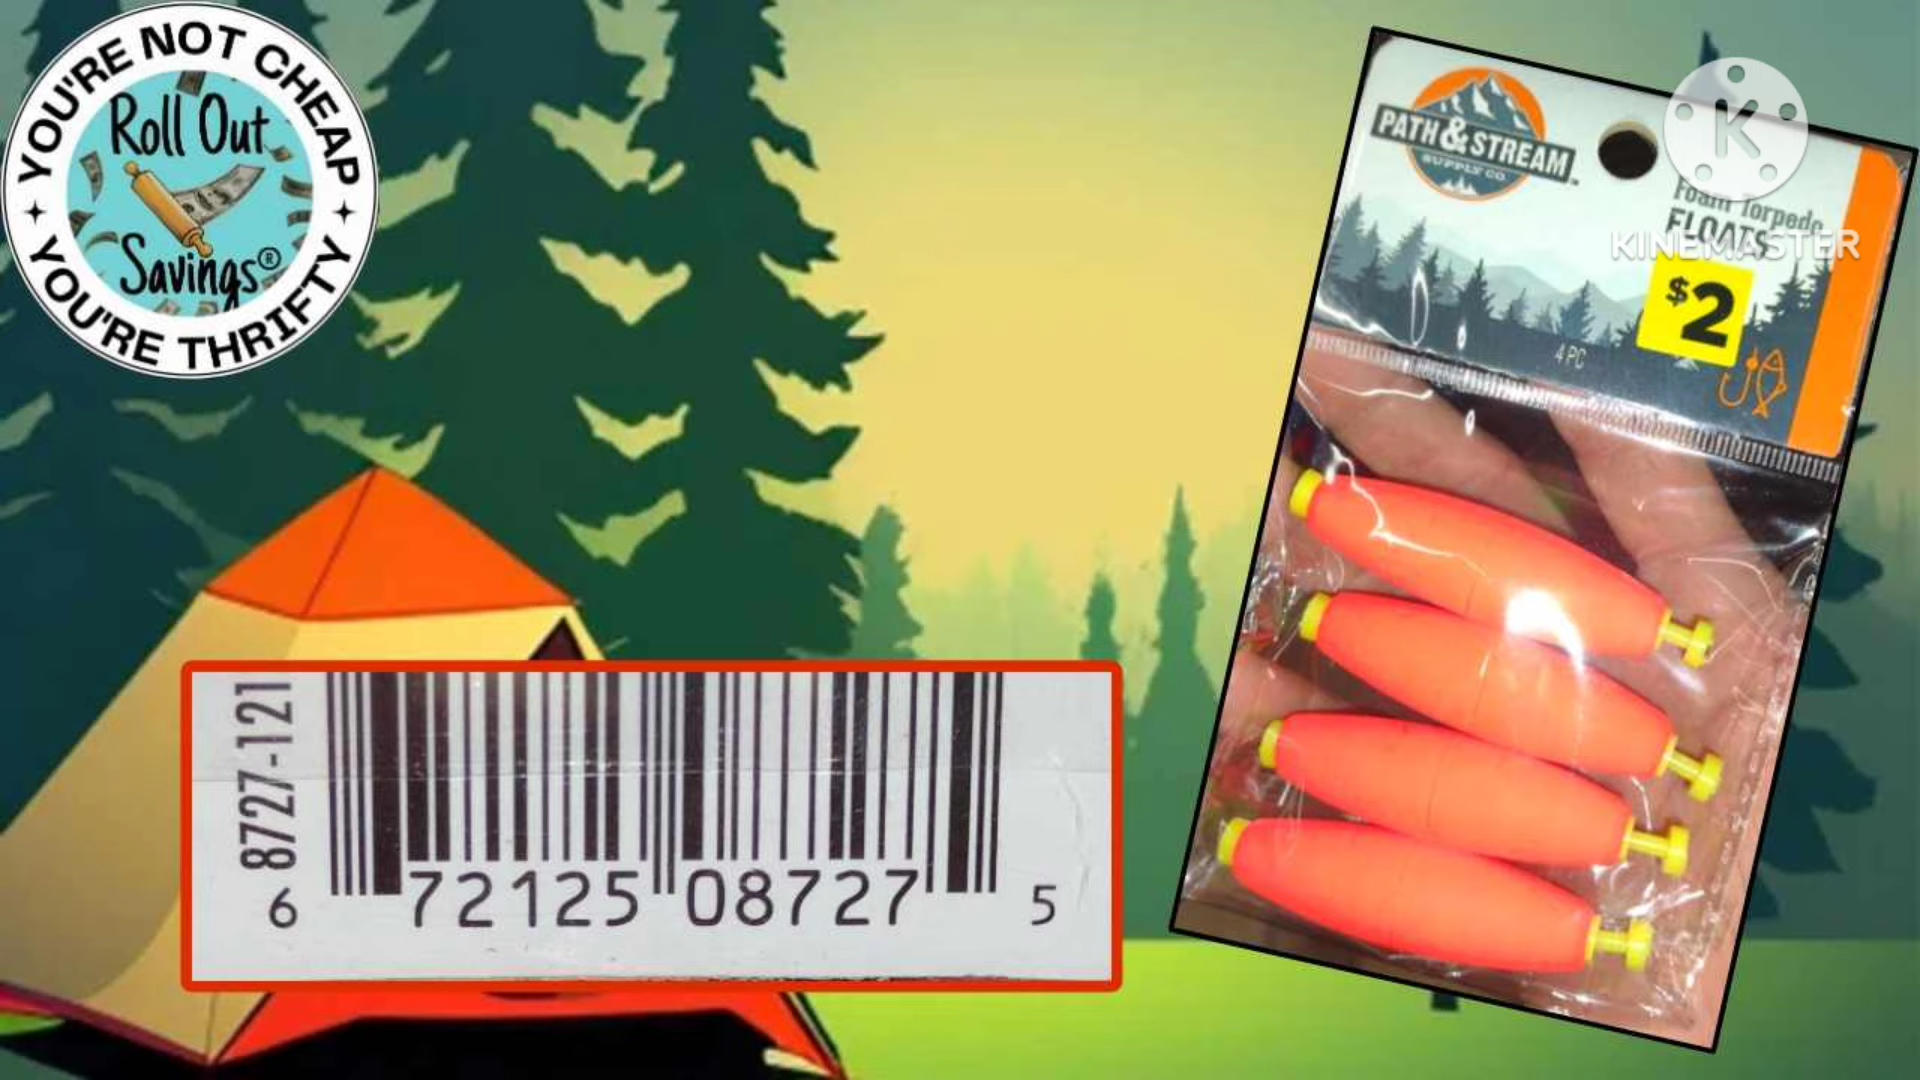 YOU'RE NOT CHEAP
Roll Out
Savings®
YOU'RE THRIFTY
PATH & STREAM™
SUPPLY CO.
K
Foam Torpedo
FLOATS
KINEMASTER
$2
4 PC
8727-121
6 72125 08727 5